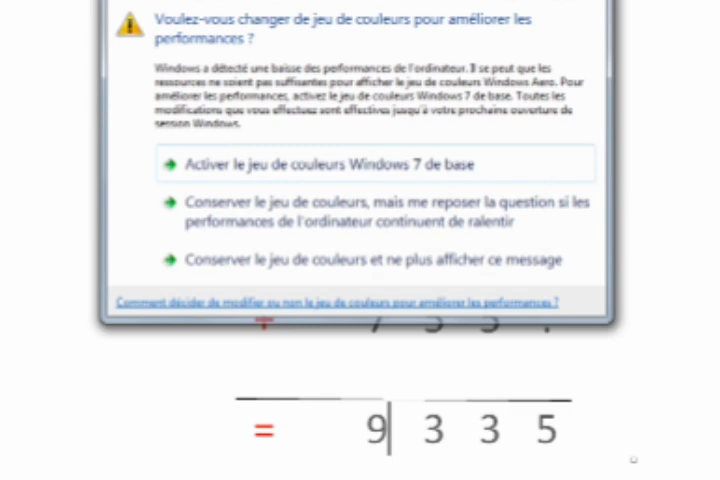 Voulez-vous changer de jeu de couleurs pour améliorer les
performances ?
Windows a détecté une baisse des performances de l'ordinateur. Il se peut que les
ressources ne soient pas suffisantes pour afficher le jeu de couleurs Windows Aero. Pour
améliorer les performances, activez le jeu de couleurs Windows 7 de base. Toutes les
modifications que vous effectuez sont effectives jusqu'à votre prochaine ouverture de
session Windows.
Activer le jeu de couleurs Windows 7 de base
Conserver le jeu de couleurs, mais me reposer la question si les
performances de l'ordinateur continuent de ralentir
Conserver le jeu de couleurs et ne plus afficher ce message
Comment décider de modifier ou non le jeu de couleurs pour améliorer les performances ?
= 9 3 3 5